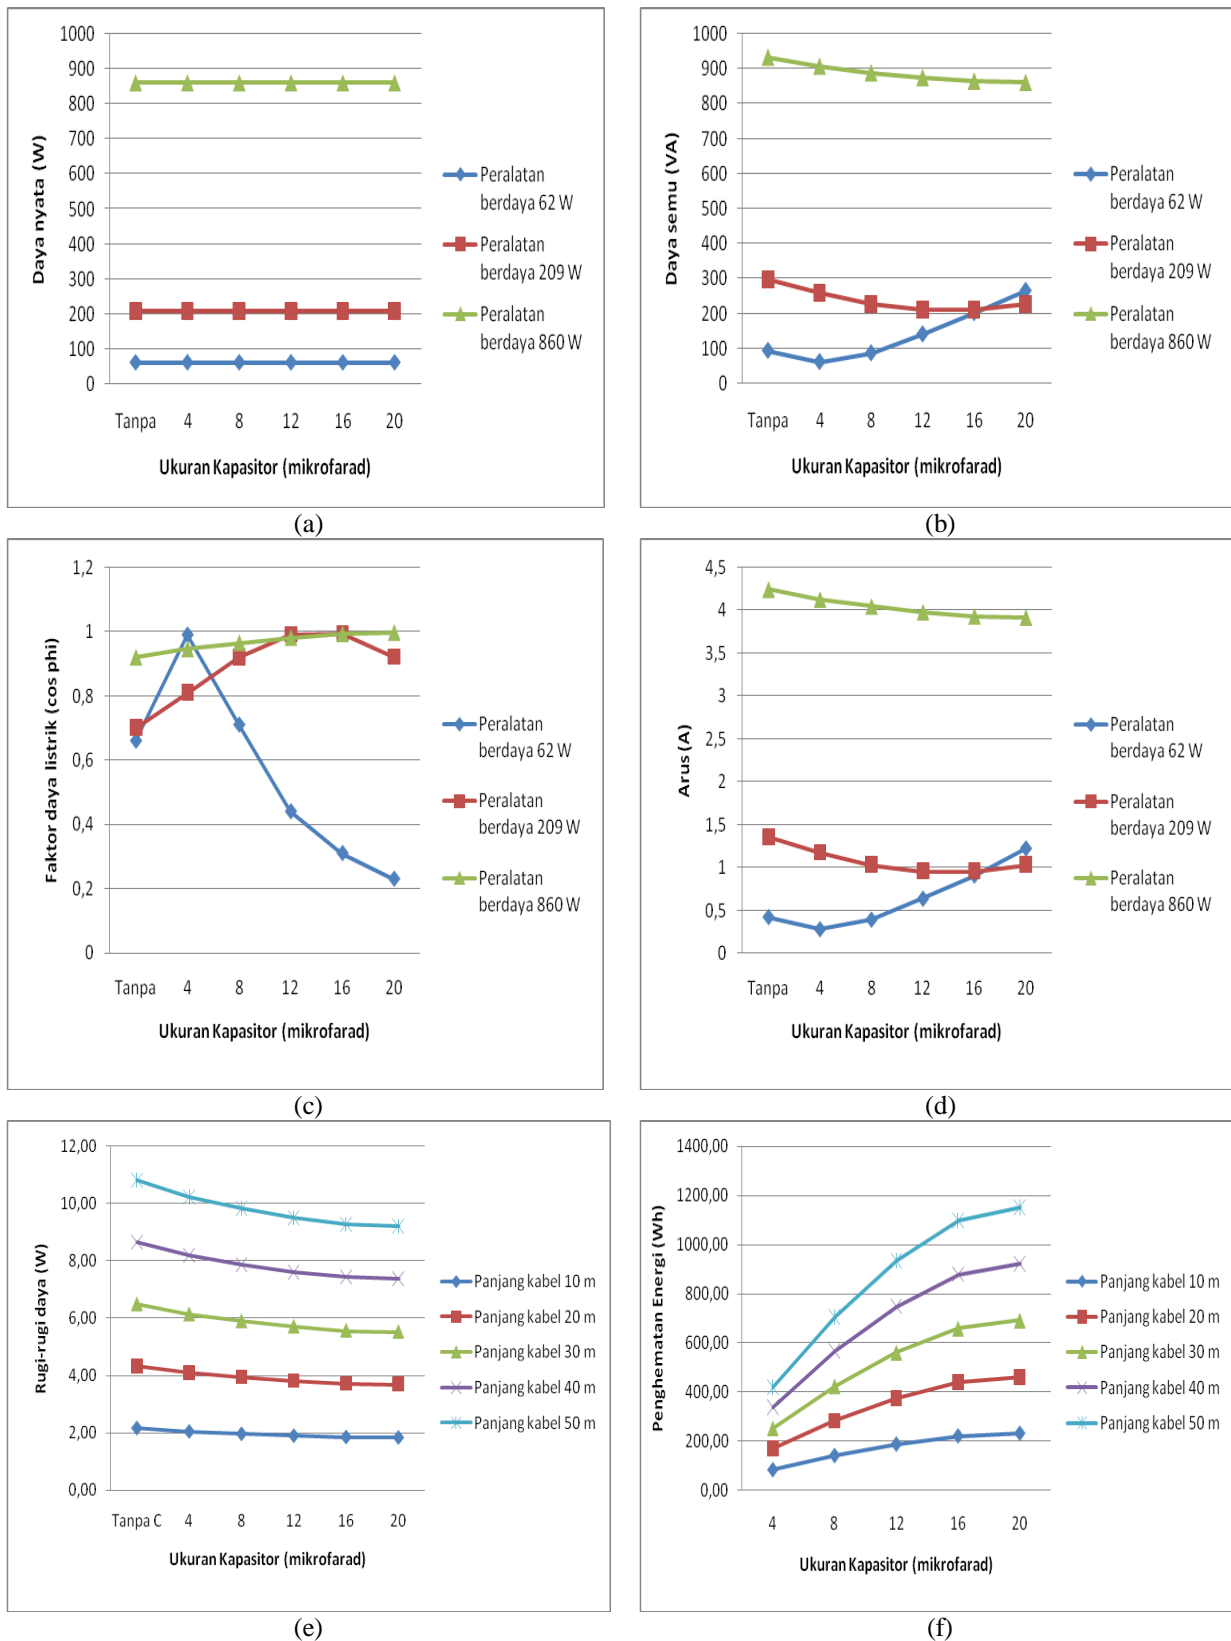 1000
900
800
700
600
500
400
300
200
100
0
Daya nyata (W)
Tanpa 4 8 12 16 20
Ukuran Kapasitor (mikrofarad)
Peralatan
berdaya 62 W
Peralatan
berdaya 209 W
Peralatan
berdaya 860 W
(a)
1000
900
800
700
600
500
400
300
200
100
0
Daya semu (VA)
Tanpa 4 8 12 16 20
Ukuran Kapasitor (mikrofarad)
Peralatan
berdaya 62 W
Peralatan
berdaya 209 W
Peralatan
berdaya 860 W
(b)
1,2
1
0,8
0,6
0,4
0,2
0
Faktor daya listrik (cos phi)
Tanpa 4 8 12 16 20
Ukuran Kapasitor (mikrofarad)
Peralatan
berdaya 62 W
Peralatan
berdaya 209 W
Peralatan
berdaya 860 W
(c)
4,5
4
3,5
3
2,5
2
1,5
1
0,5
0
Arus (A)
Tanpa 4 8 12 16 20
Ukuran Kapasitor (mikrofarad)
Peralatan
berdaya 62 W
Peralatan
berdaya 209 W
Peralatan
berdaya 860 W
(d)
12,00
10,00
8,00
6,00
4,00
2,00
0,00
Rugi-rugi daya (W)
Tanpa C 4 8 12 16 20
Ukuran Kapasitor (mikrofarad)
Panjang kabel 10 m
Panjang kabel 20 m
Panjang kabel 30 m
Panjang kabel 40 m
Panjang kabel 50 m
(e)
1400,00
1200,00
1000,00
800,00
600,00
400,00
200,00
0,00
Penghematan Energi (Wh)
4 8 12 16 20
Ukuran Kapasitor (mikrofarad)
Panjang kabel 10 m
Panjang kabel 20 m
Panjang kabel 30 m
Panjang kabel 40 m
Panjang kabel 50 m
(f)